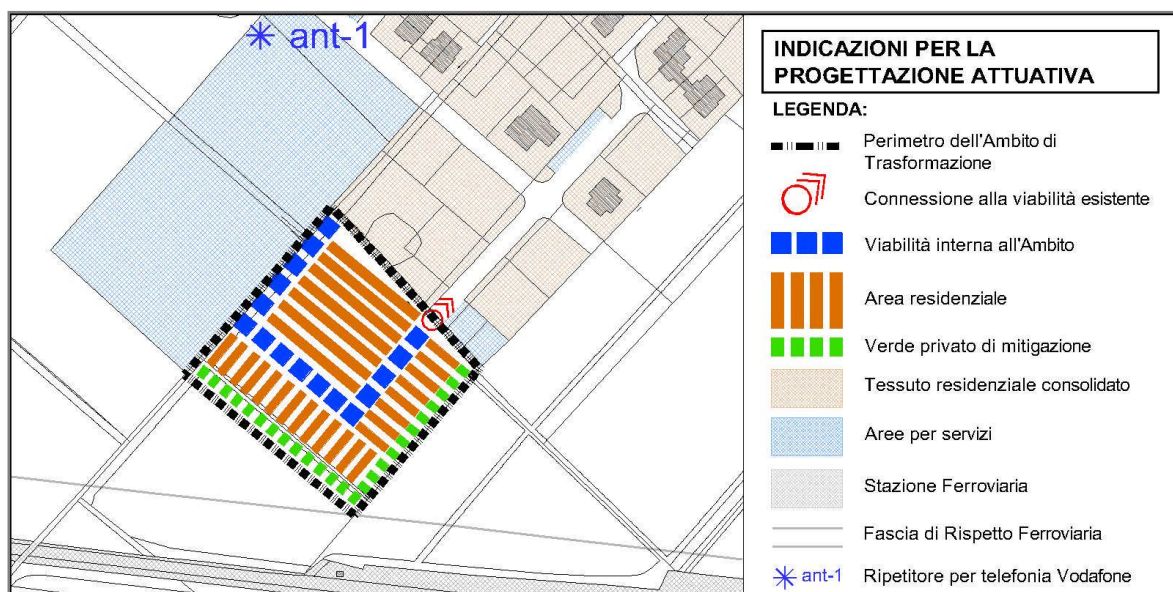 ant-1
INDICAZIONI PER LA
PROGETTAZIONE ATTUATIVA
LEGENDA:
Perimetro dell'Ambito di
Trasformazione
Connessione alla viabilità esistente
Viabilità interna all'Ambito
Area residenziale
Verde privato di mitigazione
Tessuto residenziale consolidato
Aree per servizi
Stazione Ferroviaria
Fascia di Rispetto Ferroviaria
ant-1 Ripetitore per telefonia Vodafone